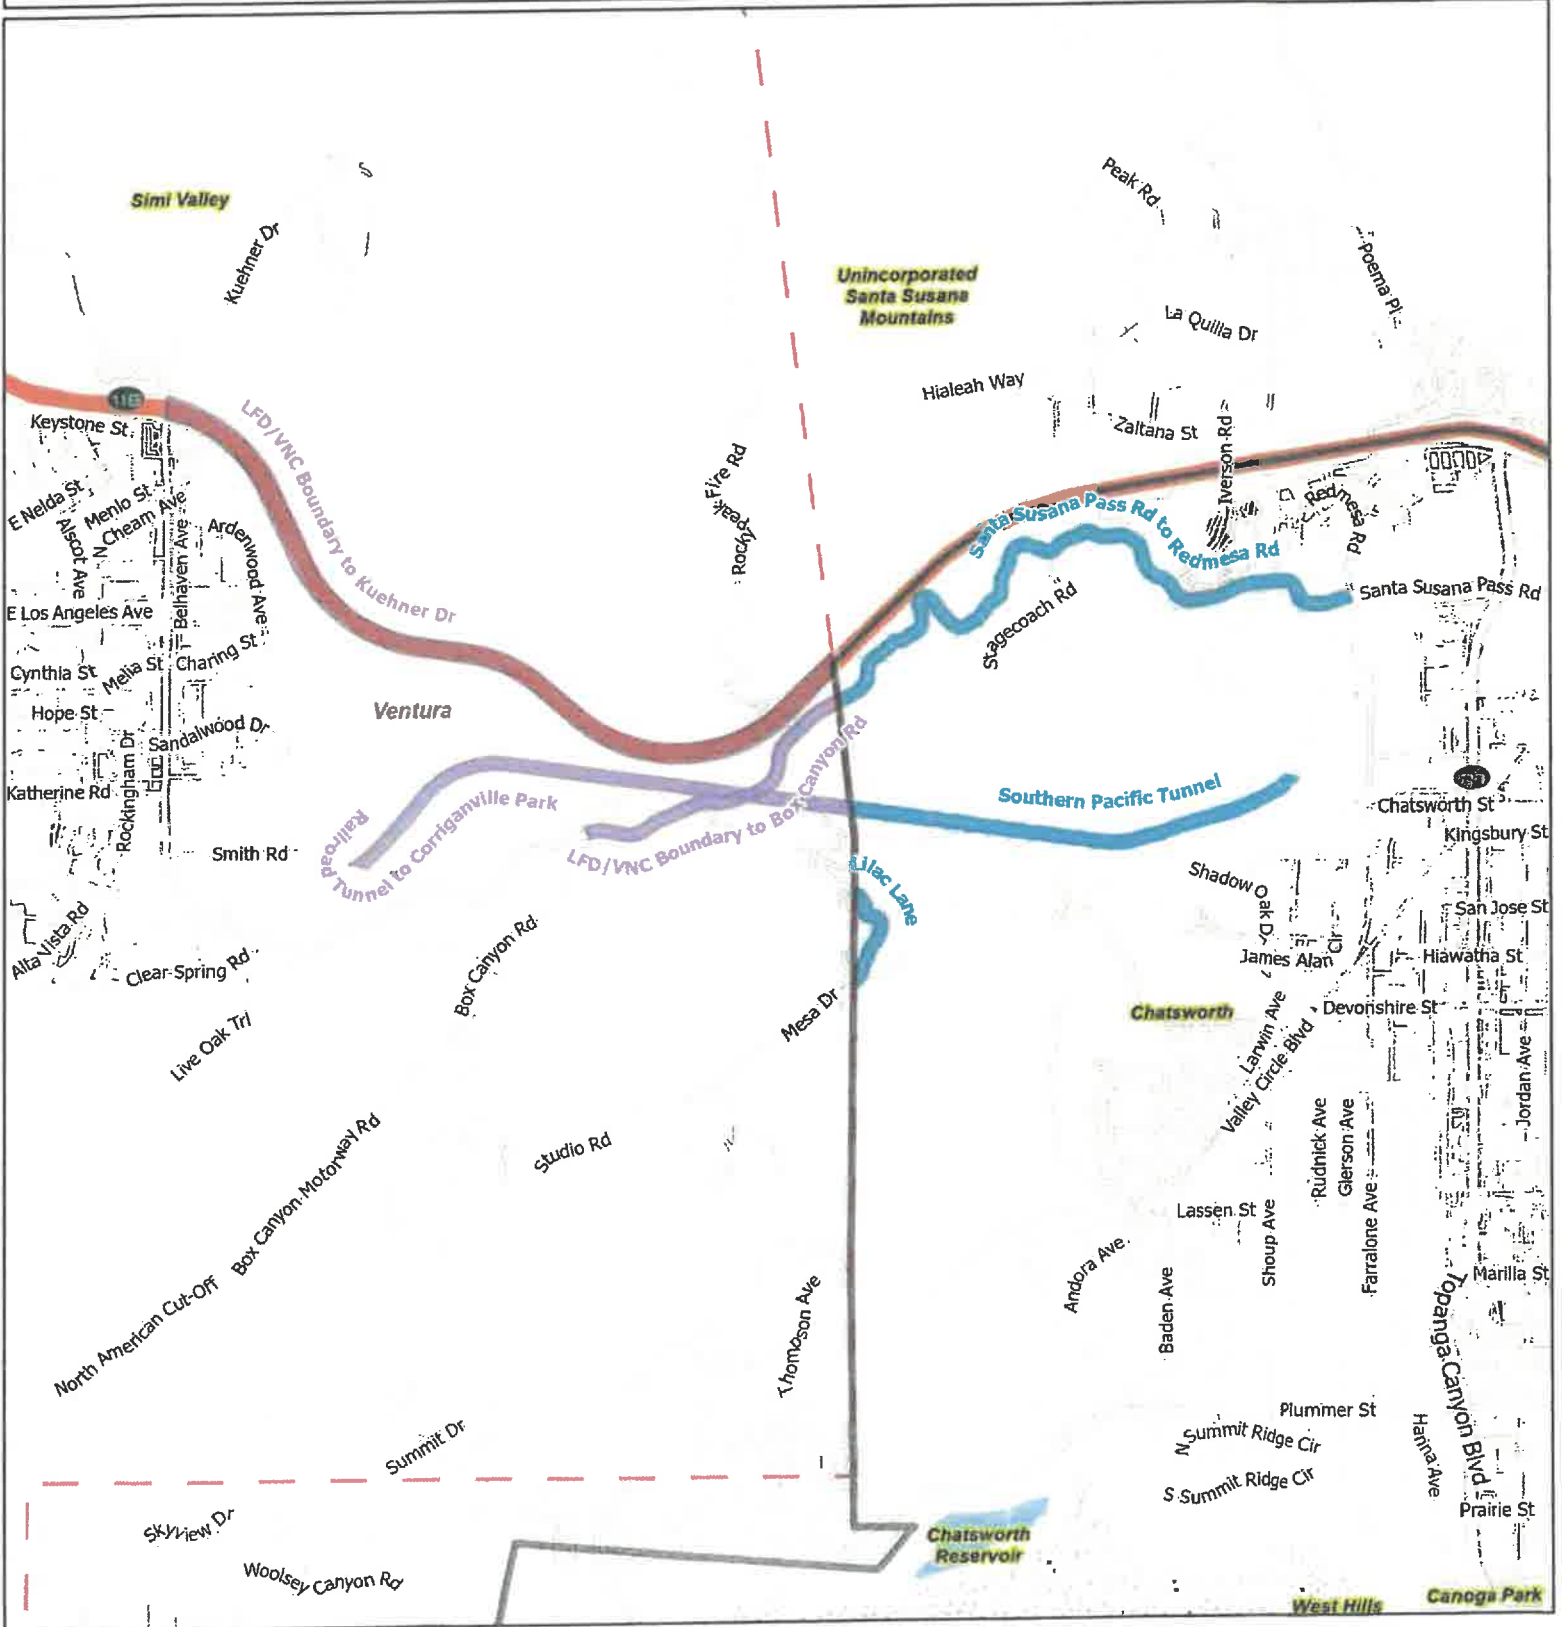 Simi Valley
Kuehner Dr
Unincorporated
Santa Susana
Mountains
Peak Rd
Poema Pl
La Quilla Dr
Hialeah Way
Zaltana St
Iverson Rd
118
Keystone St
LFD/VNC Boundary to Kuehner Dr
Rocky Peak Fire Rd
Redmesa Rd
E Nelda St
Menlo St
Cheam Ave
Alscot Ave
N
Belhaven Ave
Ardenwood Ave
Santa Susana Pass Rd to Redmesa Rd
Santa Susana Pass Rd
Stagecoach Rd
E Los Angeles Ave
Cynthia St
Melia St
Charing St
Hope St
Sandalwood Dr
Rockingham Dr
Katherine Rd
Ventura
Smith Rd
Railroad Tunnel to Corriganville Park
LFD/VNC Boundary to Box Canyon Rd
Southern Pacific Tunnel
Chatsworth St
Kingsbury St
Lilac Lane
Shadow Oak Dr
San Jose St
James Alan Cir
Hiawatha St
Alta Vista Rd
Clear Spring Rd
Box Canyon Rd
Mesa Dr
Chatsworth
Devonshire St
Larwin Ave
Valley Circle Blvd
Live Oak Trl
Jordan Ave
Rudnick Ave
Glerson Ave
Box Canyon Motorway Rd
Studio Rd
Lassen St
Shoup Ave
Farralone Ave
Andora Ave
Baden Ave
Marilla St
Topanga Canyon Blvd
North American Cut-Off
Thompson Ave
Summit Dr
Plummer St
N Summit Ridge Cir
S Summit Ridge Cir
Hanna Ave
Prairie St
Skyview Dr
Woolsey Canyon Rd
Chatsworth
Reservoir
West Hills
Canoga Park